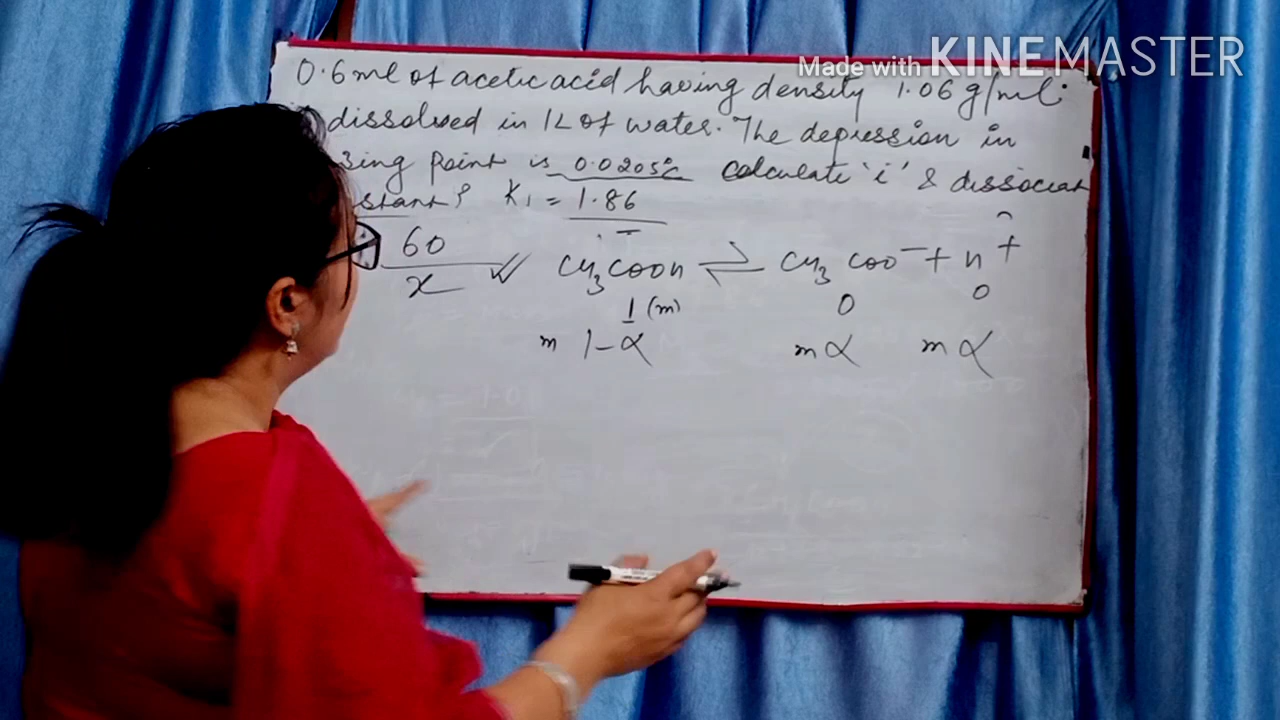 Made with KINEMASTER
0.6 ml of acetic acid having density 1.06 g/ml.
dissolved in 1L of water. The depression in
zing point is 0.0205°C calculate 'i' & dissociat
stant? K₁ = 1.86
60
x
CH₃COOH ⇌ CH₃COO⁻ + H⁺
1 (m) 0 0
m 1-α mα mα